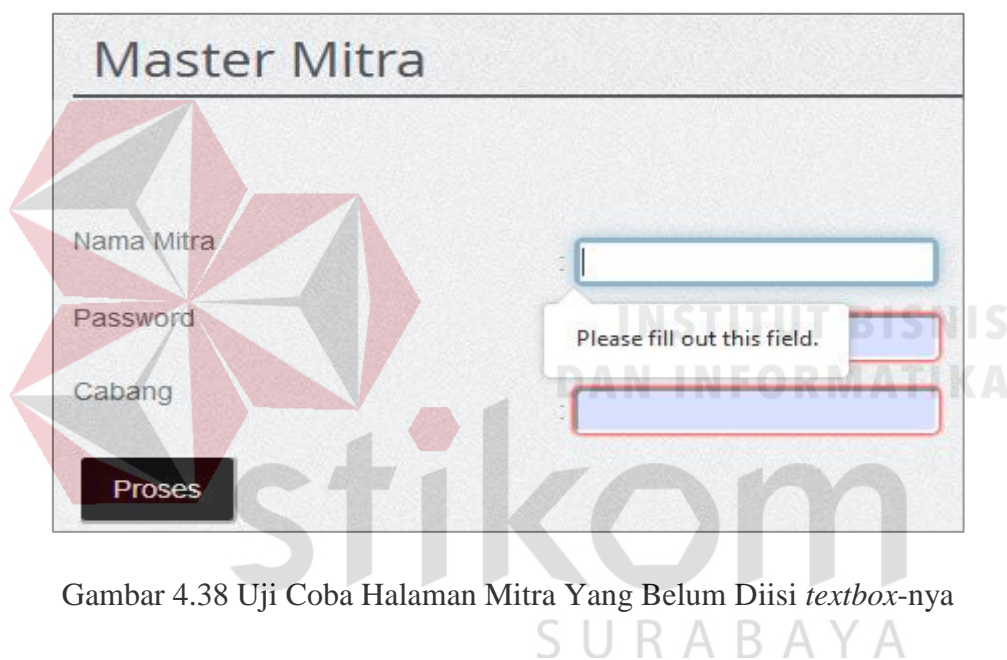 Master Mitra
Nama Mitra
:
Password
Please fill out this field.
Cabang
:
Proses
INSTITUT BISNIS
DAN INFORMATIKA
stikom
SURABAYA
Gambar 4.38 Uji Coba Halaman Mitra Yang Belum Diisi textbox-nya